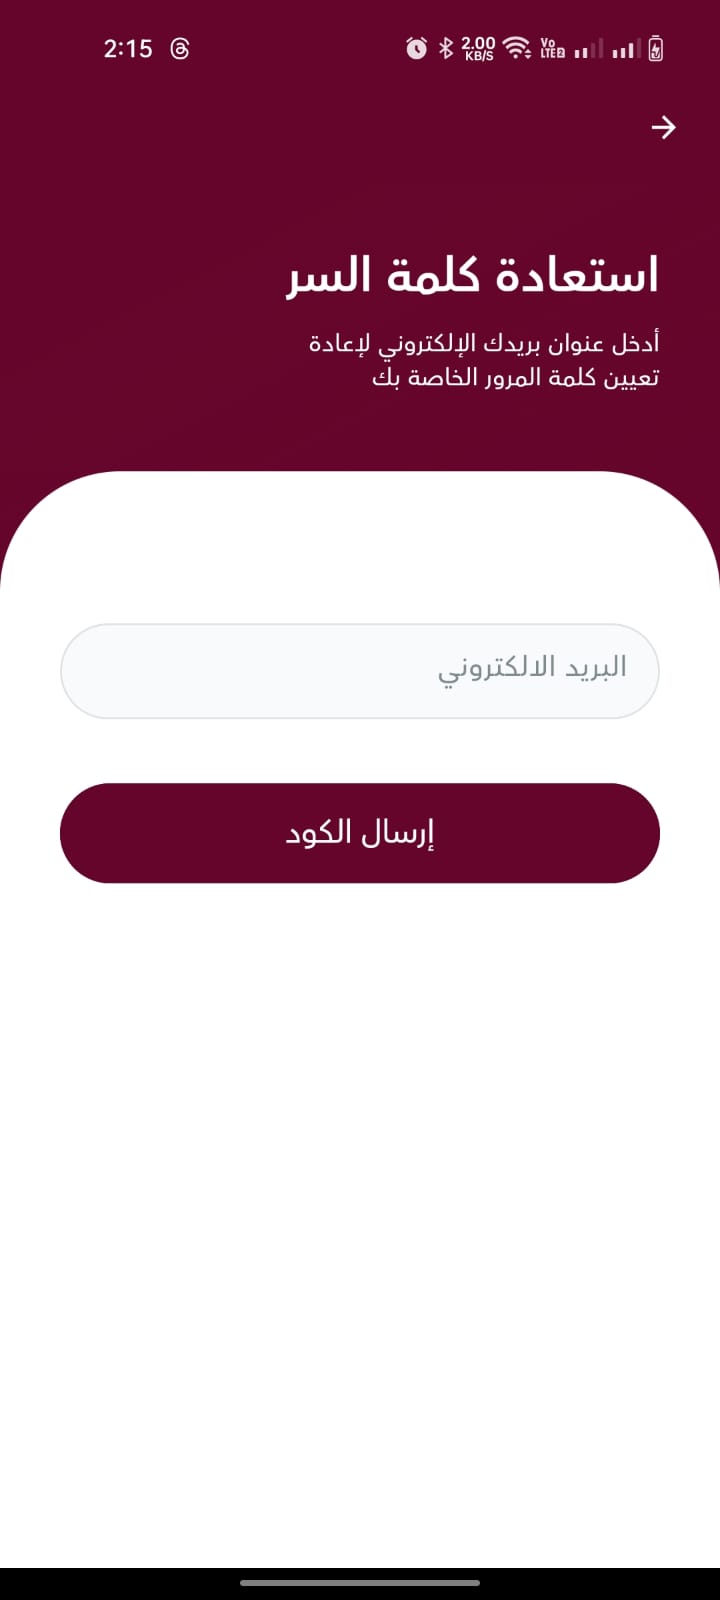 2:15
2.00
KB/S
Vo
LTE2
استعادة كلمة السر
أدخل عنوان بريدك الإلكتروني لإعادة
تعيين كلمة المرور الخاصة بك
البريد الالكتروني
إرسال الكود